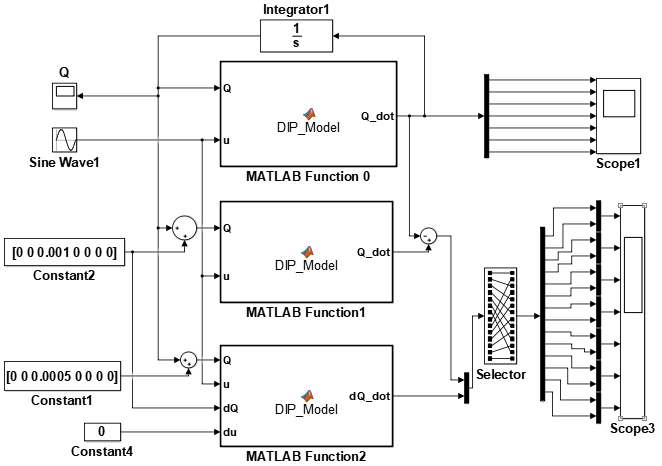 Integrator1
1
s
Q
Q
DIP_Model
Q_dot
u
Sine Wave1
MATLAB Function 0
Scope1
+
+
Q
DIP_Model
Q_dot
u
MATLAB Function1
−
+
[0 0 0.001 0 0 0 0]
Constant2
[0 0 0.0005 0 0 0 0]
Constant1
+
+
Q
u
dQ
du
DIP_Model
dQ_dot
MATLAB Function2
0
Constant4
Selector
Scope3